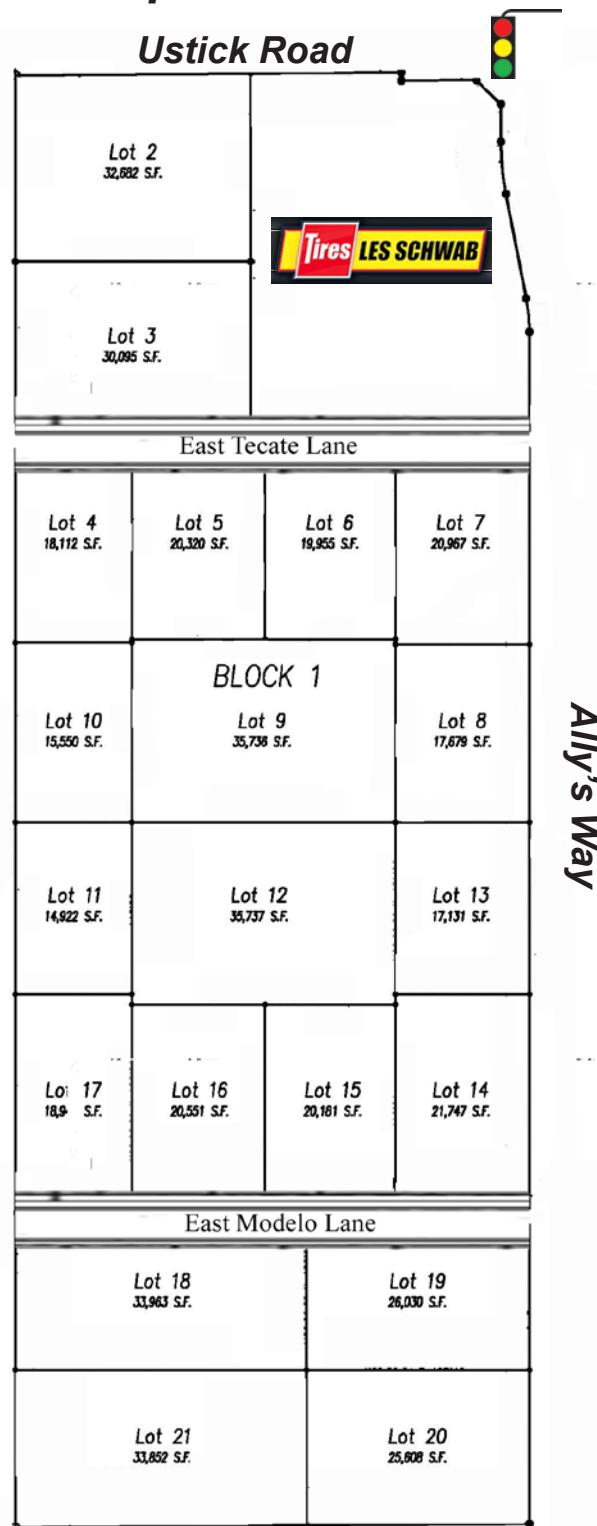 Ustick Road
Lot 2
32,682 S.F.
Tires LES SCHWAB
Lot 3
30,095 S.F.
East Tecate Lane
Lot 4
18,112 S.F.
Lot 5
20,320 S.F.
Lot 6
19,955 S.F.
Lot 7
20,967 S.F.
BLOCK 1
Lot 10
15,550 S.F.
Lot 9
35,736 S.F.
Lot 8
17,679 S.F.
Ally's Way
Lot 11
14,922 S.F.
Lot 12
35,737 S.F.
Lot 13
17,131 S.F.
Lot 17
S.F.
Lot 16
20,551 S.F.
Lot 15
20,181 S.F.
Lot 14
21,747 S.F.
East Modelo Lane
Lot 18
33,963 S.F.
Lot 19
26,030 S.F.
Lot 21
33,852 S.F.
Lot 20
25,608 S.F.